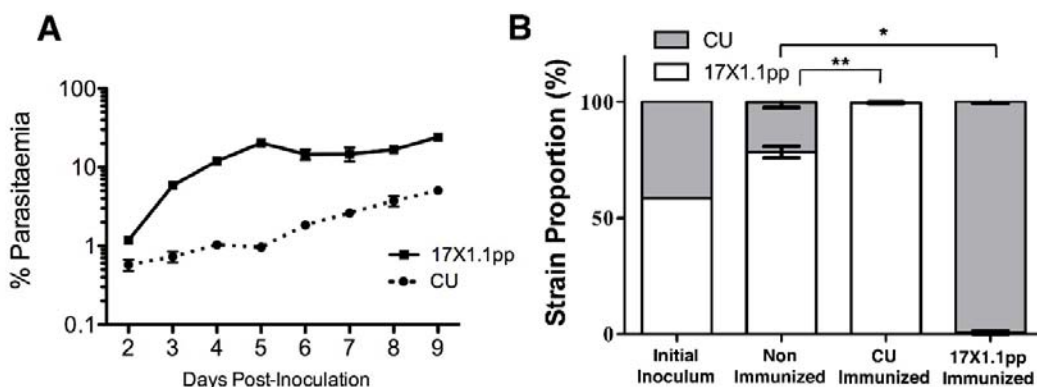 A
% Parasitaemia
100
10
1
0.1
17X1.1pp
CU
2 3 4 5 6 7 8 9
Days Post-Inoculation
B
CU
17X1.1pp
*
**
Strain Proportion (%)
100
50
0
Initial Inoculum
Non Immunized
CU Immunized
17X1.1pp Immunized